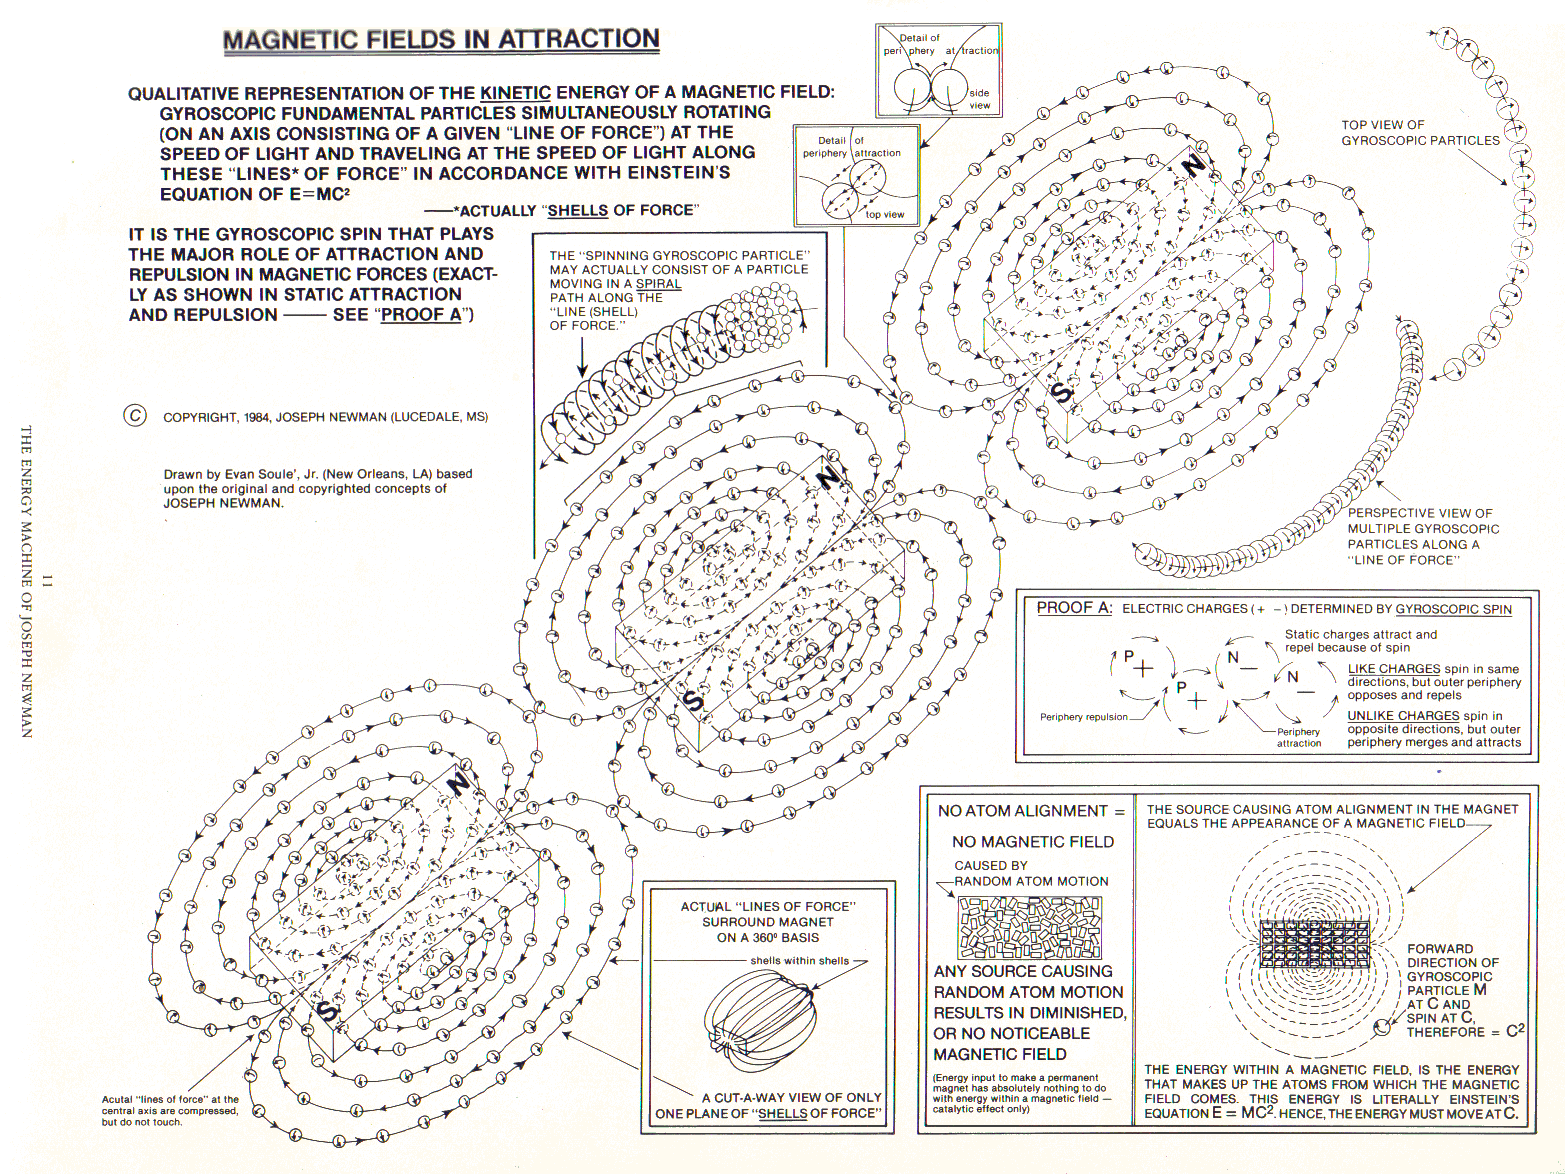 MAGNETIC FIELDS IN ATTRACTION
QUALITATIVE REPRESENTATION OF THE KINETIC ENERGY OF A MAGNETIC FIELD:
GYROSCOPIC FUNDAMENTAL PARTICLES SIMULTANEOUSLY ROTATING
(ON AN AXIS CONSISTING OF A GIVEN "LINE OF FORCE") AT THE
SPEED OF LIGHT AND TRAVELING AT THE SPEED OF LIGHT ALONG
THESE "LINES* OF FORCE" IN ACCORDANCE WITH EINSTEIN'S
EQUATION OF E=MC²
—*ACTUALLY "SHELLS OF FORCE"
IT IS THE GYROSCOPIC SPIN THAT PLAYS
THE MAJOR ROLE OF ATTRACTION AND
REPULSION IN MAGNETIC FORCES (EXACT-
LY AS SHOWN IN STATIC ATTRACTION
AND REPULSION — SEE "PROOF A")
© COPYRIGHT, 1984, JOSEPH NEWMAN (LUCEDALE, MS)
Drawn by Evan Soule', Jr. (New Orleans, LA) based
upon the original and copyrighted concepts of
JOSEPH NEWMAN.
Detail of
periphery attraction
side
view
Detail of
periphery attraction
top view
THE "SPINNING GYROSCOPIC PARTICLE"
MAY ACTUALLY CONSIST OF A PARTICLE
MOVING IN A SPIRAL
PATH ALONG THE
"LINE (SHELL)
OF FORCE."
TOP VIEW OF
GYROSCOPIC PARTICLES
N
S
N
S
N
S
PERSPECTIVE VIEW OF
MULTIPLE GYROSCOPIC
PARTICLES ALONG A
"LINE OF FORCE"
PROOF A: ELECTRIC CHARGES (+ −) DETERMINED BY GYROSCOPIC SPIN
P +
P +
N −
N −
Periphery repulsion
Periphery
attraction
Static charges attract and
repel because of spin
LIKE CHARGES spin in same
directions, but outer periphery
opposes and repels
UNLIKE CHARGES spin in
opposite directions, but outer
periphery merges and attracts
NO ATOM ALIGNMENT =
NO MAGNETIC FIELD
CAUSED BY
RANDOM ATOM MOTION
ANY SOURCE CAUSING
RANDOM ATOM MOTION
RESULTS IN DIMINISHED,
OR NO NOTICEABLE
MAGNETIC FIELD
(Energy input to make a permanent
magnet has absolutely nothing to do
with energy within a magnetic field —
catalytic effect only)
THE SOURCE CAUSING ATOM ALIGNMENT IN THE MAGNET
EQUALS THE APPEARANCE OF A MAGNETIC FIELD
FORWARD
DIRECTION OF
GYROSCOPIC
PARTICLE M
AT C AND
SPIN AT C,
THEREFORE = C²
THE ENERGY WITHIN A MAGNETIC FIELD, IS THE ENERGY
THAT MAKES UP THE ATOMS FROM WHICH THE MAGNETIC
FIELD COMES. THIS ENERGY IS LITERALLY EINSTEIN'S
EQUATION E = MC². HENCE, THE ENERGY MUST MOVE AT C.
ACTUAL "LINES OF FORCE"
SURROUND MAGNET
ON A 360º BASIS
shells within shells
A CUT-A-WAY VIEW OF ONLY
ONE PLANE OF "SHELLS OF FORCE"
Acutal "lines of force" at the
central axis are compressed,
but do not touch.
11
THE ENERGY MACHINE OF JOSEPH NEWMAN